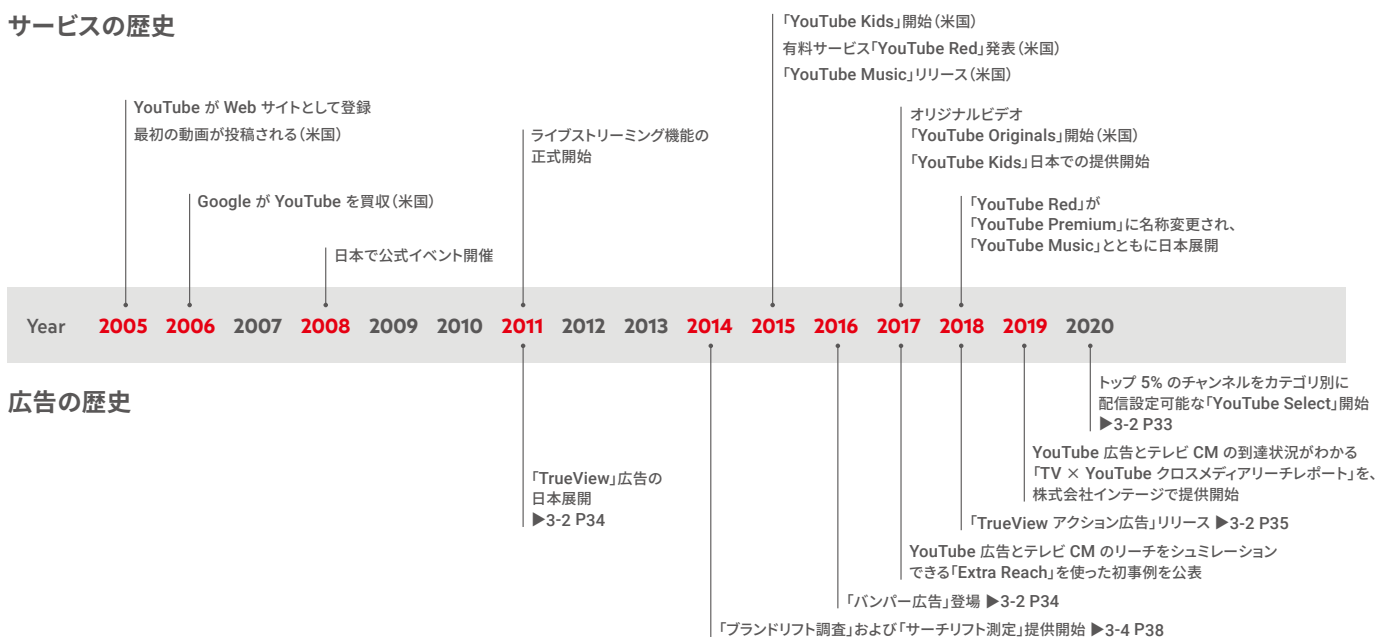 サービスの歴史
YouTube が Web サイトとして登録
最初の動画が投稿される（米国）
Google が YouTube を買収（米国）
日本で公式イベント開催
ライブストリーミング機能の
正式開始
「YouTube Kids」開始（米国）
有料サービス「YouTube Red」発表（米国）
「YouTube Music」リリース（米国）
オリジナルビデオ
「YouTube Originals」開始（米国）
「YouTube Kids」日本での提供開始
「YouTube Red」が
「YouTube Premium」に名称変更され、
「YouTube Music」とともに日本展開
Year 2005 2006 2007 2008 2009 2010 2011 2012 2013 2014 2015 2016 2017 2018 2019 2020
広告の歴史
「TrueView」広告の
日本展開
▶3-2 P34
トップ 5% のチャンネルをカテゴリ別に
配信設定可能な「YouTube Select」開始
▶3-2 P33
YouTube 広告とテレビ CM の到達状況がわかる
「TV × YouTube クロスメディアリーチレポート」を、
株式会社インテージで提供開始
「TrueView アクション広告」リリース ▶3-2 P35
YouTube 広告とテレビ CM のリーチをシュミレーション
できる「Extra Reach」を使った初事例を公表
「バンパー広告」登場 ▶3-2 P34
「ブランドリフト調査」および「サーチリフト測定」提供開始 ▶3-4 P38